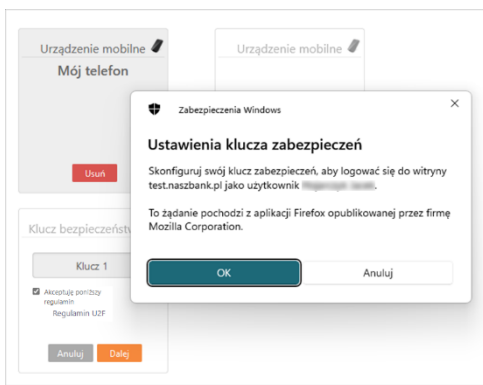 Urządzenie mobilne
Mój telefon
Usuń
Urządzenie mobilne
Zabezpieczenia Windows
Ustawienia klucza zabezpieczeń
Skonfiguruj swój klucz zabezpieczeń, aby logować się do witryny
test.naszbank.pl jako użytkownik
To żądanie pochodzi z aplikacji Firefox opublikowanej przez firmę
Mozilla Corporation.
OK
Anuluj
Klucz bezpieczeństw
Klucz 1
Akceptuję poniższy
regulamin
Regulamin U2F
Anuluj
Dalej